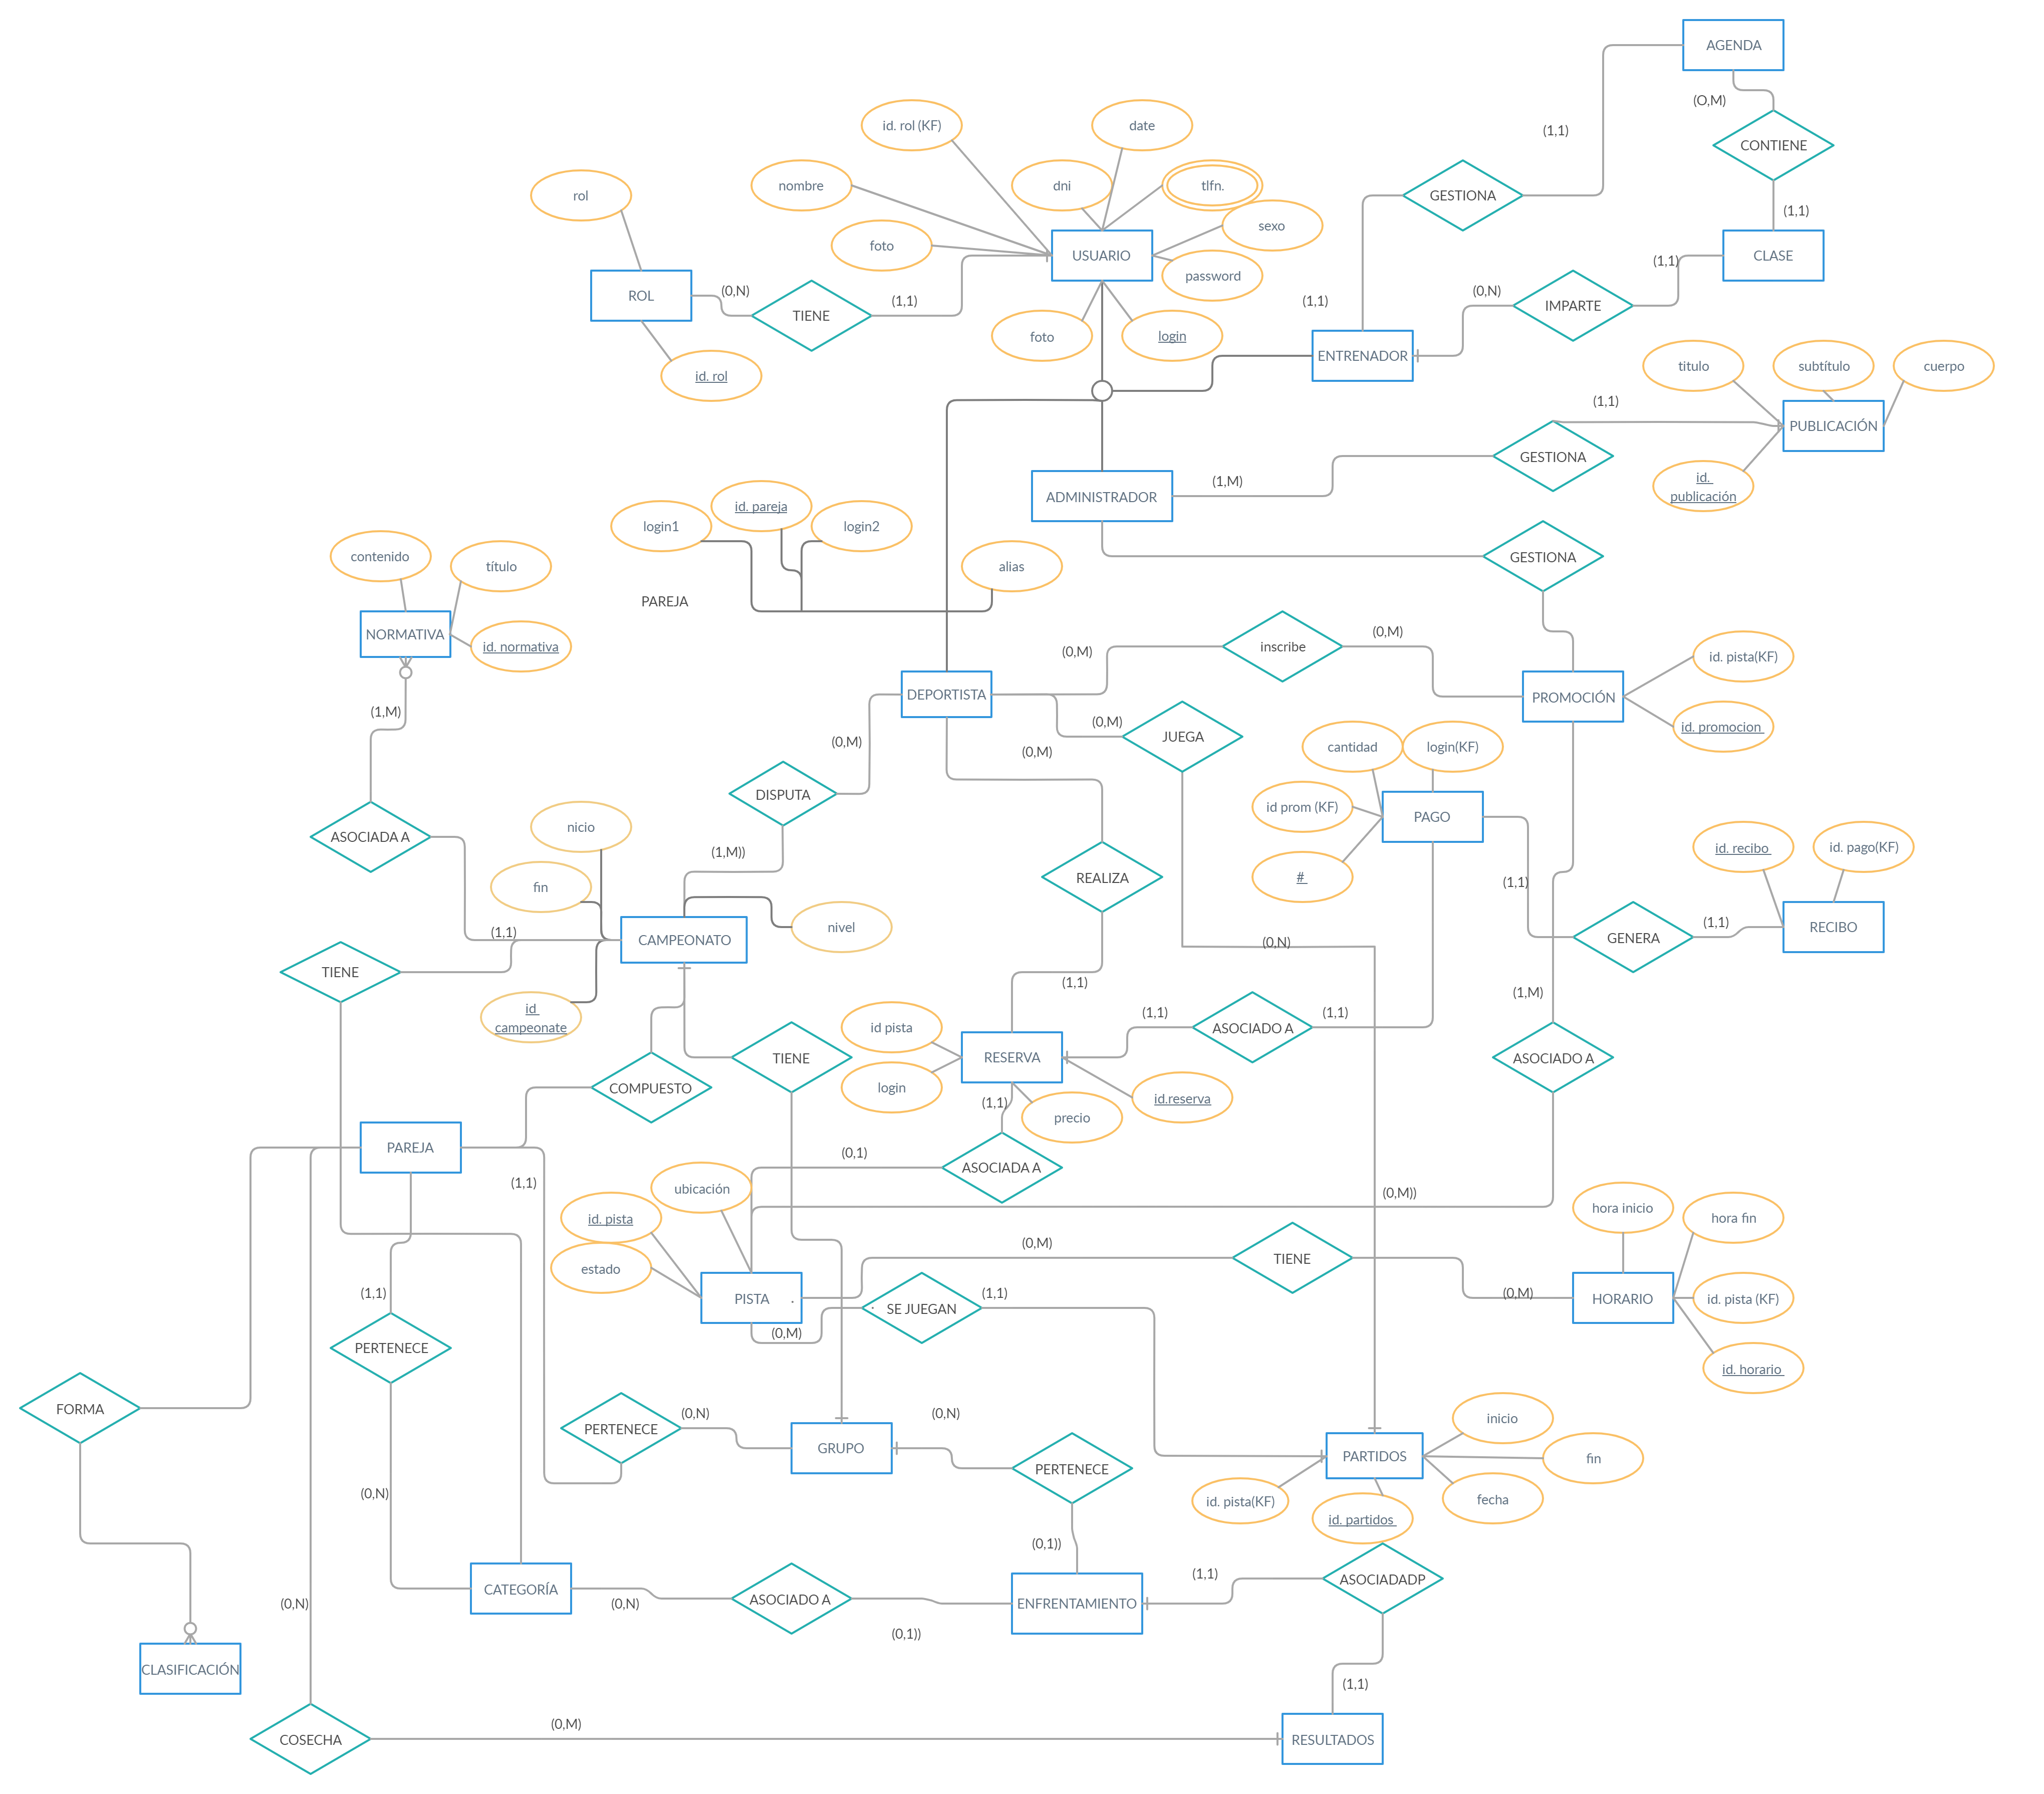 AGENDA
(O,M)
id. rol (KF)
date
(1,1)
CONTIENE
nombre
dni
tlfn.
rol
GESTIONA
(1,1)
sexo
foto
USUARIO
CLASE
(1,1)
password
ROL
(0,N)
(1,1)
(1,1)
(0,N)
IMPARTE
TIENE
foto
login
ENTRENADOR
id. rol
titulo
subtítulo
cuerpo
(1,1)
PUBLICACIÓN
GESTIONA
(1,M)
id.
publicación
ADMINISTRADOR
login1
id. pareja
login2
contenido
título
alias
GESTIONA
PAREJA
NORMATIVA
id. normativa
(0,M)
inscribe
(0,M)
id. pista(KF)
DEPORTISTA
PROMOCIÓN
(1,M)
(0,M)
id. promocion
(0,M)
(0,M)
JUEGA
cantidad
login(KF)
DISPUTA
id prom (KF)
PAGO
nicio
ASOCIADA A
(1,M))
id. recibo
id. pago(KF)
REALIZA
#
(1,1)
fin
nivel
RECIBO
(1,1)
CAMPEONATO
(0,N)
GENERA
(1,1)
TIENE
(1,1)
(1,M)
id
campeonate
id pista
(1,1)
(1,1)
ASOCIADO A
TIENE
RESERVA
ASOCIADO A
COMPUESTO
login
id.reserva
(1,1)
precio
PAREJA
(0,1)
ASOCIADA A
(1,1)
ubicación
(0,M))
id. pista
hora inicio
hora fin
(0,M)
TIENE
estado
PISTA
.
(1,1)
(1,1)
(0,M)
HORARIO
id. pista (KF)
. SE JUEGAN
(0,M)
PERTENECE
id. horario
FORMA
PERTENECE
(0,N)
(0,N)
inicio
GRUPO
PARTIDOS
fin
PERTENECE
(0,N)
id. pista(KF)
fecha
id. partidos
(0,1))
(1,1)
ASOCIADADP
CATEGORÍA
(0,N)
(0,N)
ASOCIADO A
ENFRENTAMIENTO
(0,1))
CLASIFICACIÓN
(1,1)
(0,M)
COSECHA
RESULTADOS